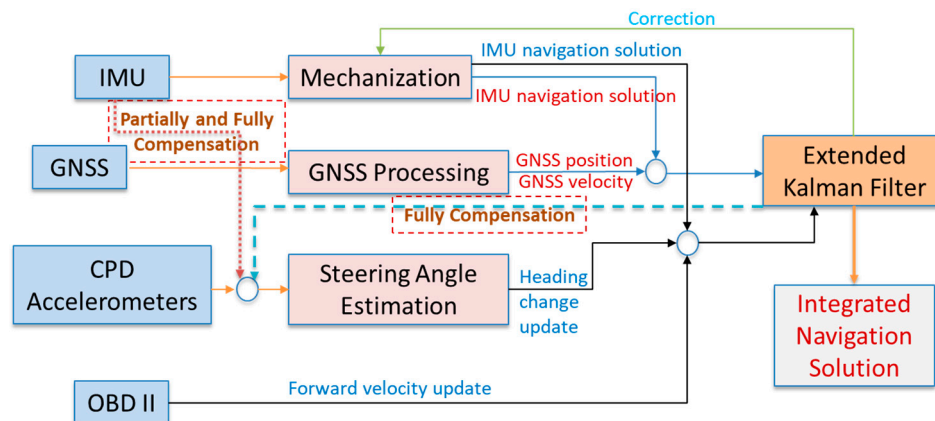 Correction
IMU navigation solution
IMU
Mechanization
IMU navigation solution
Partially and Fully
Compensation
GNSS
GNSS Processing
GNSS position
GNSS velocity
Extended
Kalman Filter
Fully Compensation
CPD
Accelerometers
Steering Angle
Estimation
Heading
change
update
Integrated
Navigation
Solution
Forward velocity update
OBD II